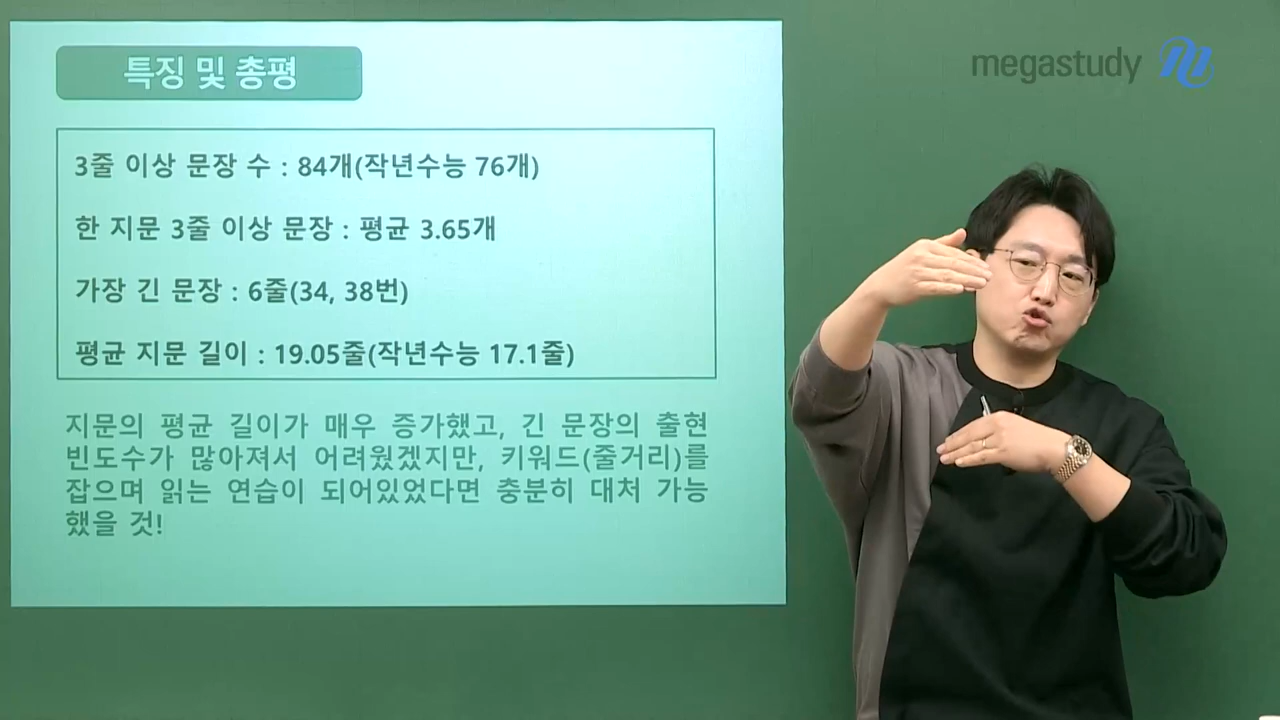 특징 및 총평
megastudy
3줄 이상 문장 수 : 84개(작년수능 76개)
한 지문 3줄 이상 문장 : 평균 3.65개
가장 긴 문장 : 6줄(34, 38번)
평균 지문 길이 : 19.05줄(작년수능 17.1줄)
지문의 평균 길이가 매우 증가했고, 긴 문장의 출현
빈도수가 많아져서 어려웠겠지만, 키워드(줄거리)를
잡으며 읽는 연습이 되어있었다면 충분히 대처 가능
했을 것!